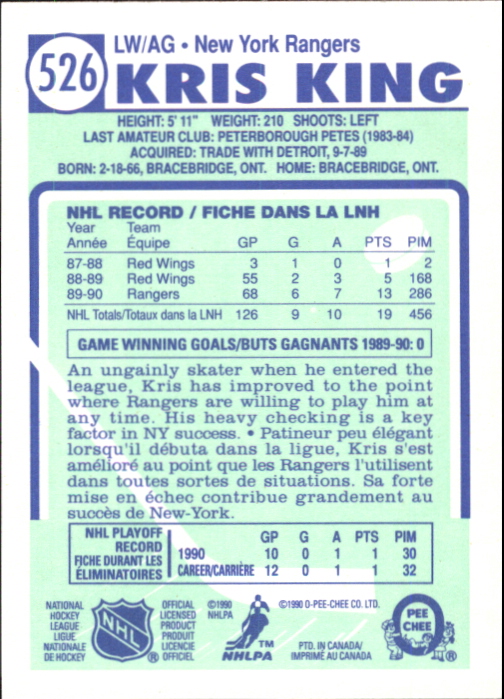 526
LW/AG • New York Rangers
KRIS KING
HEIGHT: 5' 11" WEIGHT: 210 SHOOTS: LEFT
LAST AMATEUR CLUB: PETERBOROUGH PETES (1983-84)
ACQUIRED: TRADE WITH DETROIT, 9-7-89
BORN: 2-18-66, BRACEBRIDGE, ONT. HOME: BRACEBRIDGE, ONT.
NHL RECORD / FICHE DANS LA LNH
Year Team
Année Équipe GP G A PTS PIM
87-88 Red Wings 3 1 0 1 2
88-89 Red Wings 55 2 3 5 168
89-90 Rangers 68 6 7 13 286
NHL Totals/Totaux dans la LNH 126 9 10 19 456
GAME WINNING GOALS/BUTS GAGNANTS 1989-90: 0
An ungainly skater when he entered the
league, Kris has improved to the point
where Rangers are willing to play him at
any time. His heavy checking is a key
factor in NY success. • Patineur peu élégant
lorsqu'il débuta dans la ligue, Kris s'est
amélioré au point que les Rangers l'utilisent
dans toutes sortes de situations. Sa forte
mise en échec contribue grandement au
succès de New-York.
NHL PLAYOFF
RECORD
FICHE DURANT LES
ÉLIMINATOIRES
GP G A PTS PIM
1990 10 0 1 1 30
CAREER/CARRIÈRE 12 0 1 1 32
NATIONAL
HOCKEY
LEAGUE
LIGUE
NATIONALE
DE HOCKEY
NHL
®
OFFICIAL
LICENSED
PRODUCT
PRODUIT
LICENCIÉ
OFFICIEL
©1990
NHLPA
TM
NHLPA
©1990 O-PEE-CHEE CO. LTD.
PTD. IN CANADA/
IMPRIMÉ AU CANADA
PEE
CHEE
®